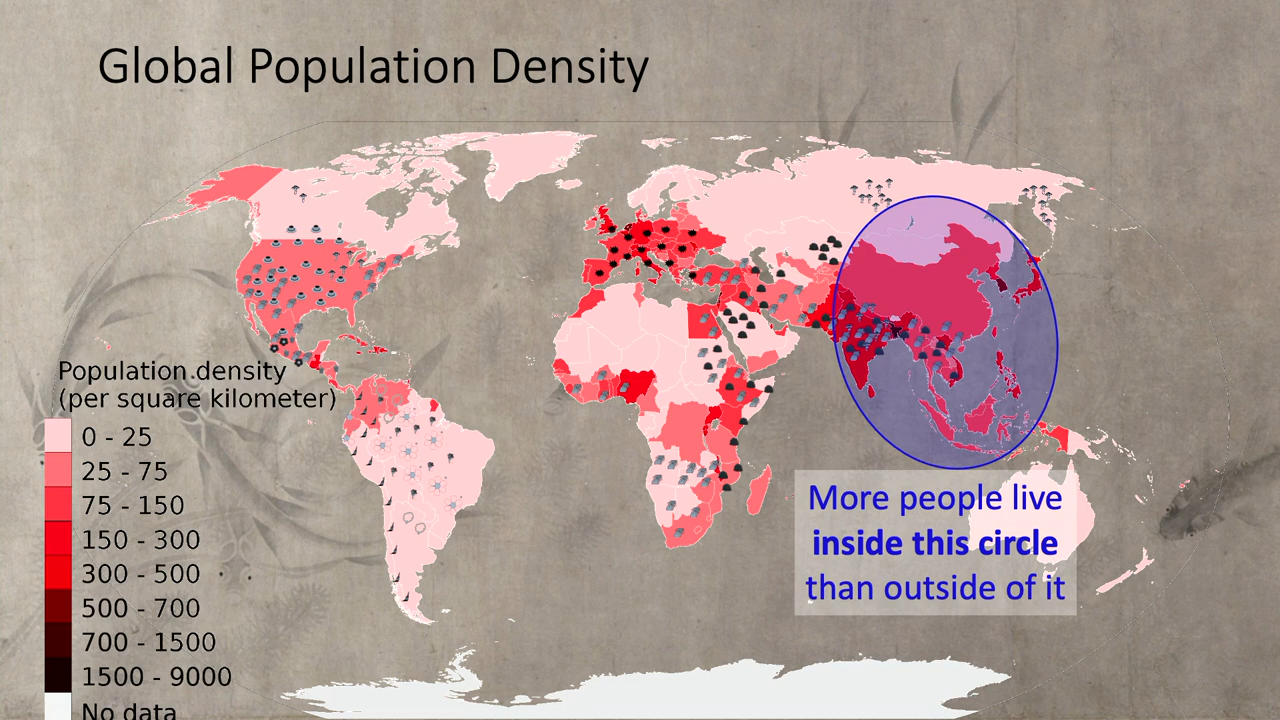 Global Population Density
Population density
(per square kilometer)
0 - 25
25 - 75
75 - 150
150 - 300
300 - 500
500 - 700
700 - 1500
1500 - 9000
No data
More people live
inside this circle
than outside of it